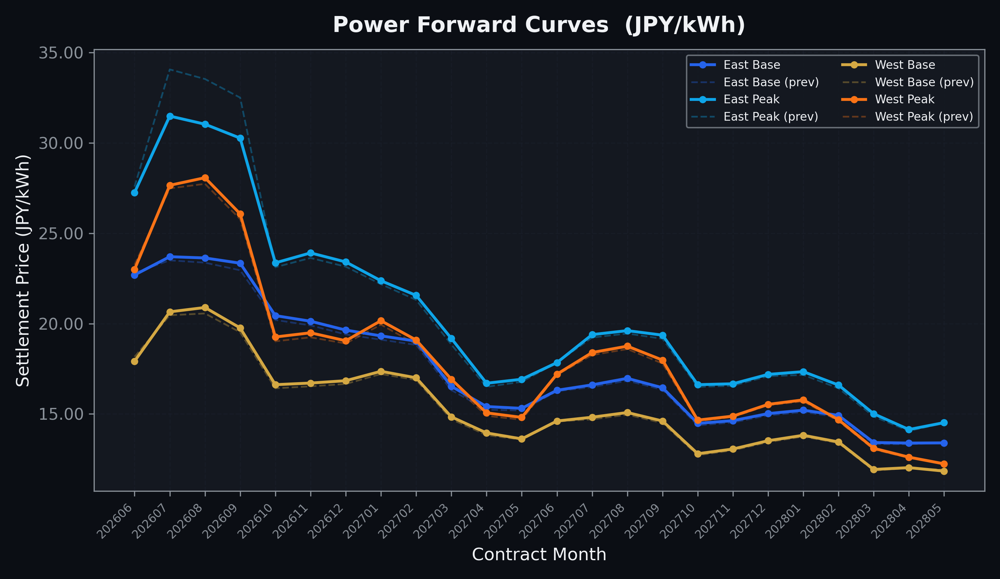 Power Forward Curves  (JPY/kWh)
Settlement Price (JPY/kWh)
35.00
30.00
25.00
20.00
15.00
East Base
East Base (prev)
East Peak
East Peak (prev)
West Base
West Base (prev)
West Peak
West Peak (prev)
202606
202607
202608
202609
202610
202611
202612
202701
202702
202703
202704
202705
202706
202707
202708
202709
202710
202711
202712
202801
202802
202803
202804
202805
Contract Month